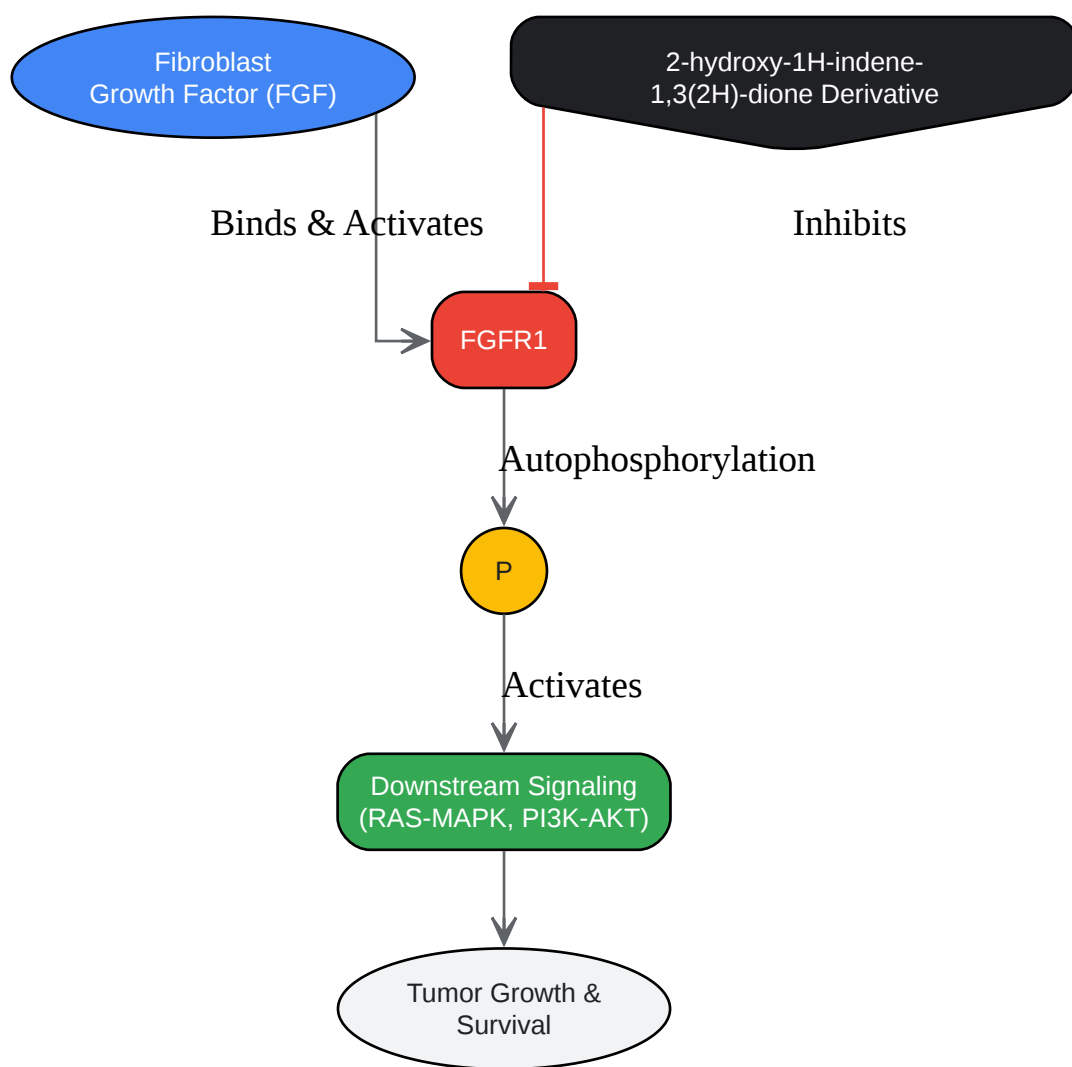 Fibroblast
Growth Factor (FGF)
2-hydroxy-1H-indene-
1,3(2H)-dione Derivative
Binds & Activates
Inhibits
FGFR1
Autophosphorylation
P
Activates
Downstream Signaling
(RAS-MAPK, PI3K-AKT)
Tumor Growth &
Survival